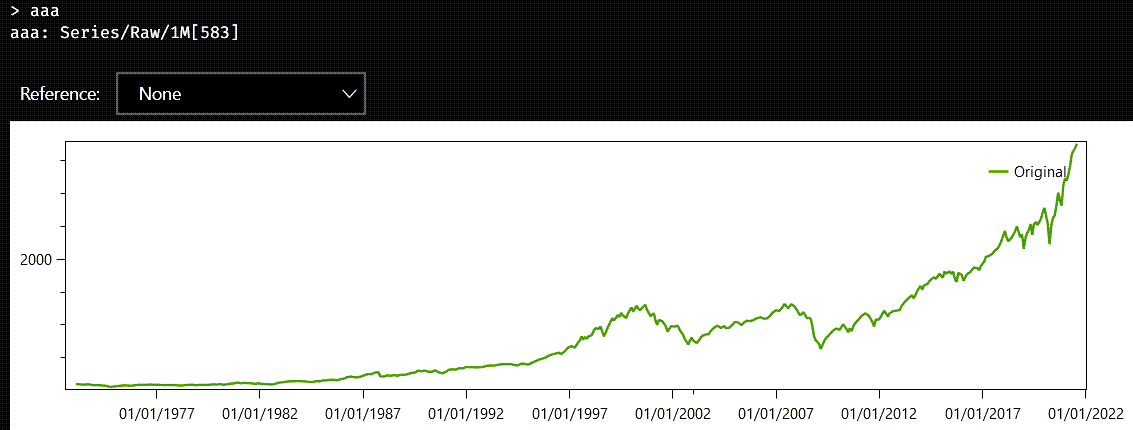 > aaa
aaa: Series/Raw/1M[583]
Reference: None
Original
2000
01/01/1977 01/01/1982 01/01/1987 01/01/1992 01/01/1997 01/01/2002 01/01/2007 01/01/2012 01/01/2017 01/01/2022